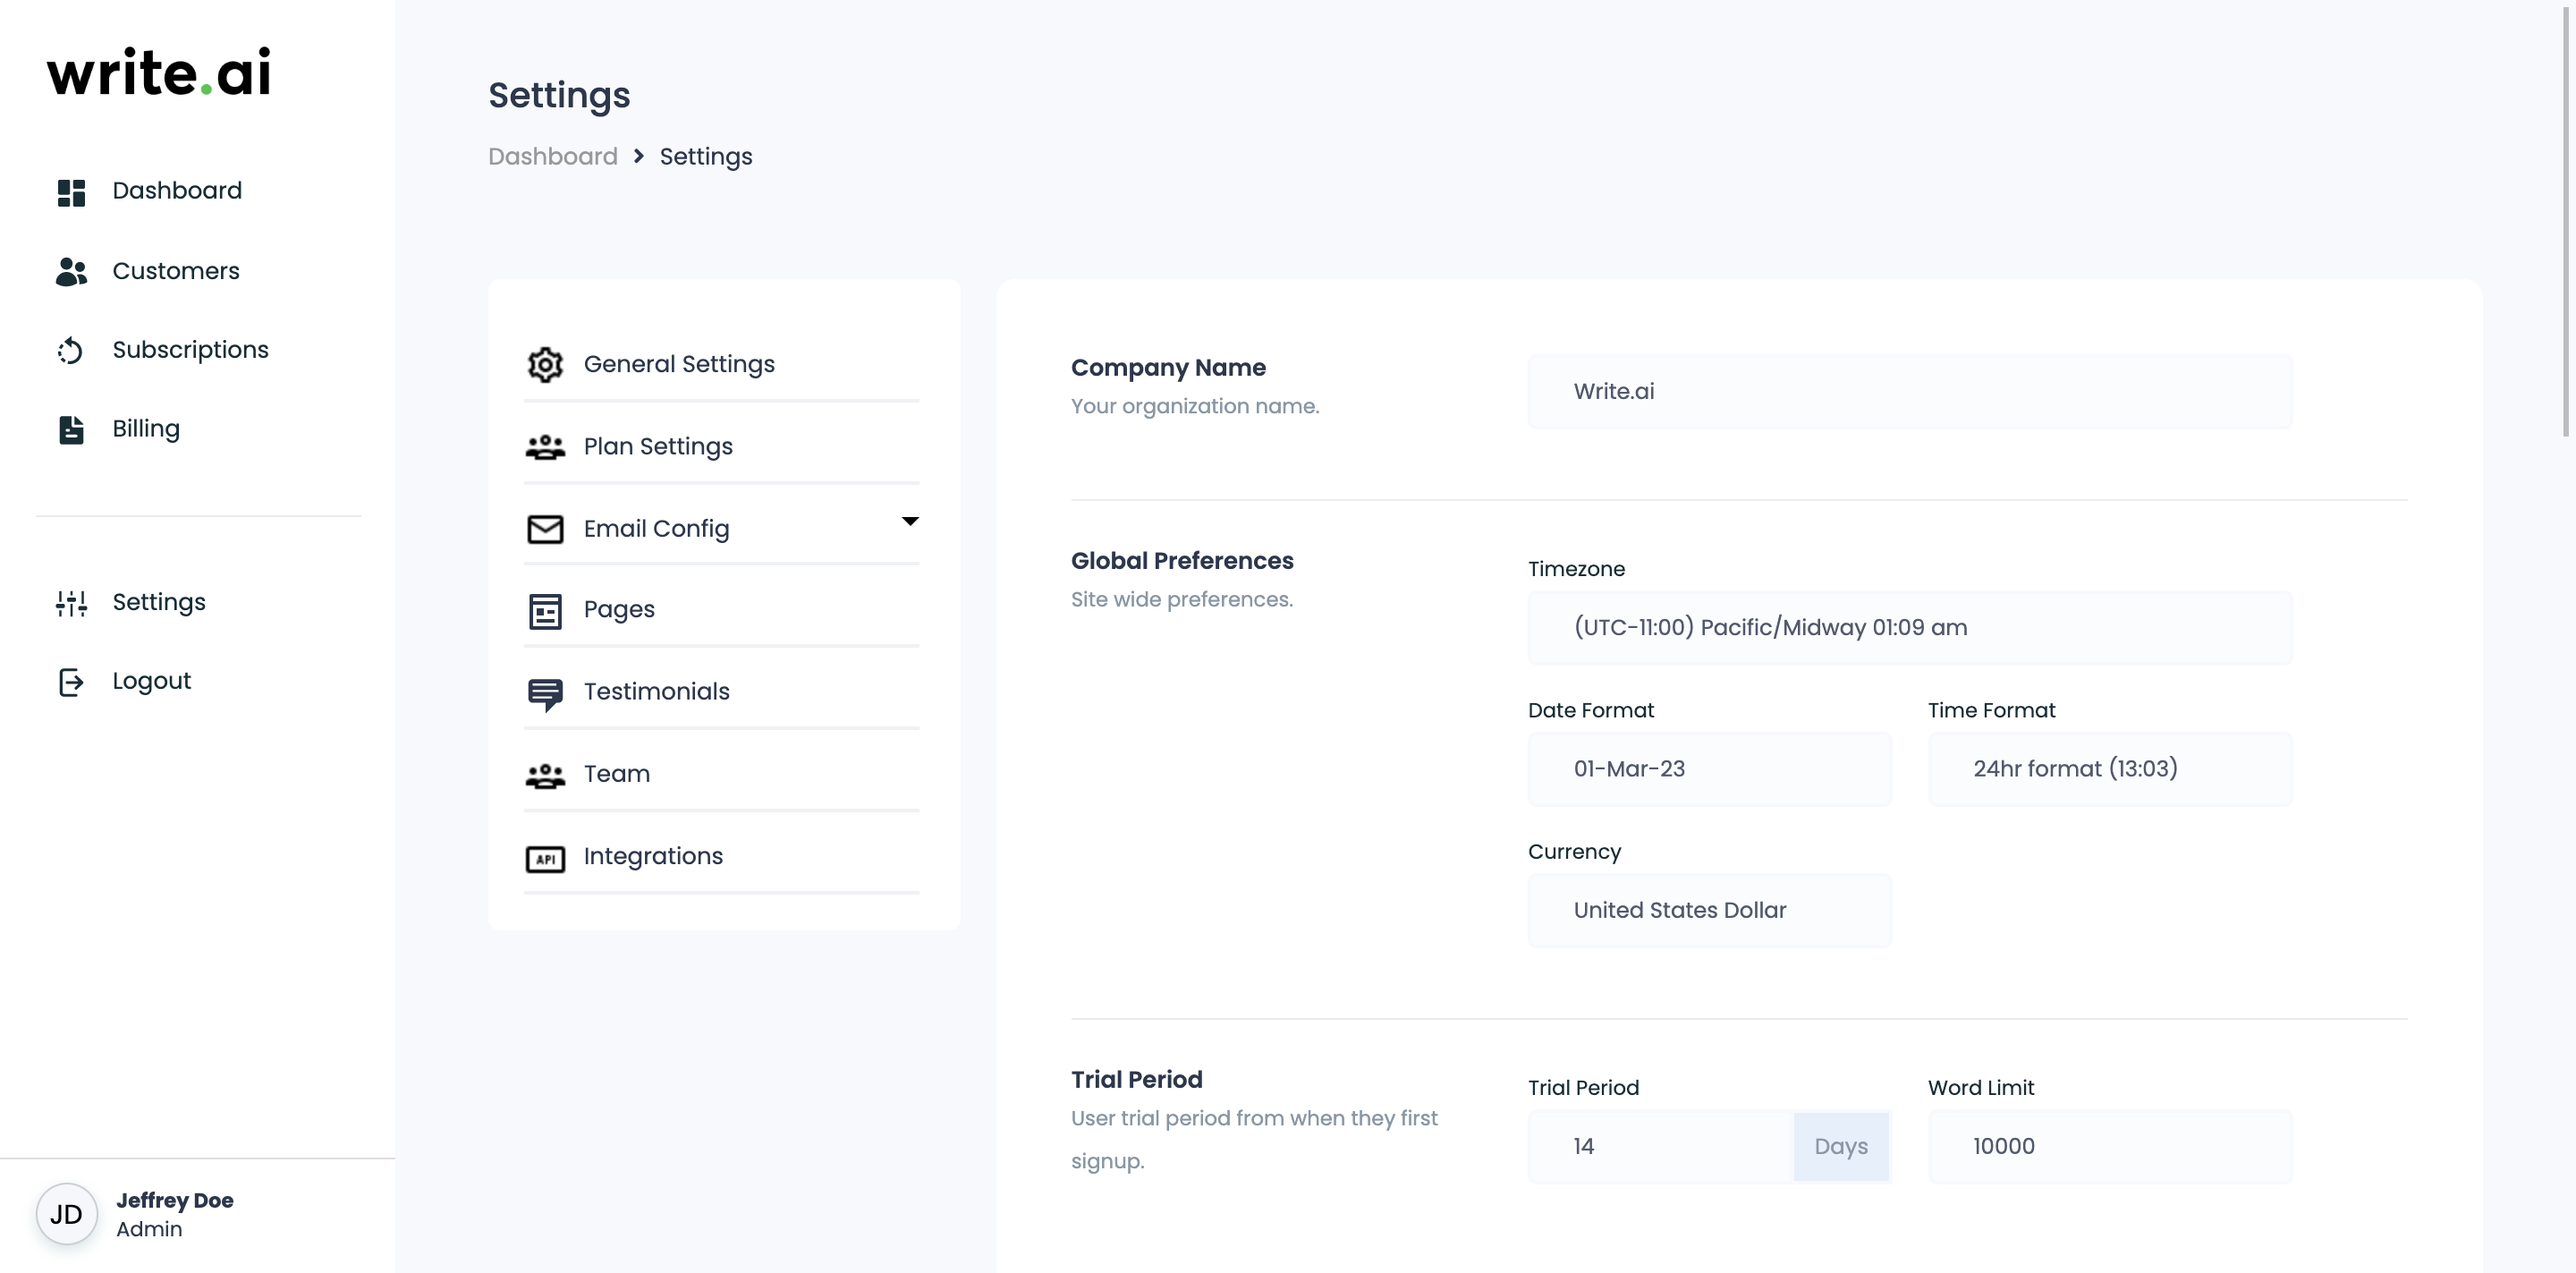 write.ai
Dashboard
Customers
Subscriptions
Billing
Settings
Logout
Jeffrey Doe
Admin
JD
Settings
Dashboard > Settings
General Settings
Plan Settings
Email Config
Pages
Testimonials
Team
API
Integrations
Company Name
Your organization name.
Write.ai
Global Preferences
Site wide preferences.
Timezone
(UTC-11:00) Pacific/Midway 01:09 am
Date Format
01-Mar-23
Time Format
24hr format (13:03)
Currency
United States Dollar
Trial Period
User trial period from when they first
signup.
Trial Period
14
Days
Word Limit
10000